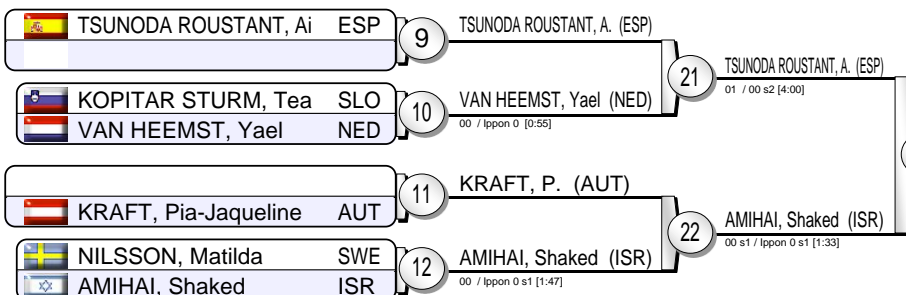 TSUNODA ROUSTANT, Ai ESP
9
TSUNODA ROUSTANT, A. (ESP)
21
TSUNODA ROUSTANT, A. (ESP)
01 / 00 s2 [4:00]
KOPITAR STURM, Tea SLO
VAN HEEMST, Yael NED
10
VAN HEEMST, Yael (NED)
00 / Ippon 0 [0:55]
KRAFT, Pia-Jaqueline AUT
11
KRAFT, P. (AUT)
22
AMIHAI, Shaked (ISR)
00 s1 / Ippon 0 s1 [1:33]
NILSSON, Matilda SWE
AMIHAI, Shaked ISR
12
AMIHAI, Shaked (ISR)
00 / Ippon 0 s1 [1:47]